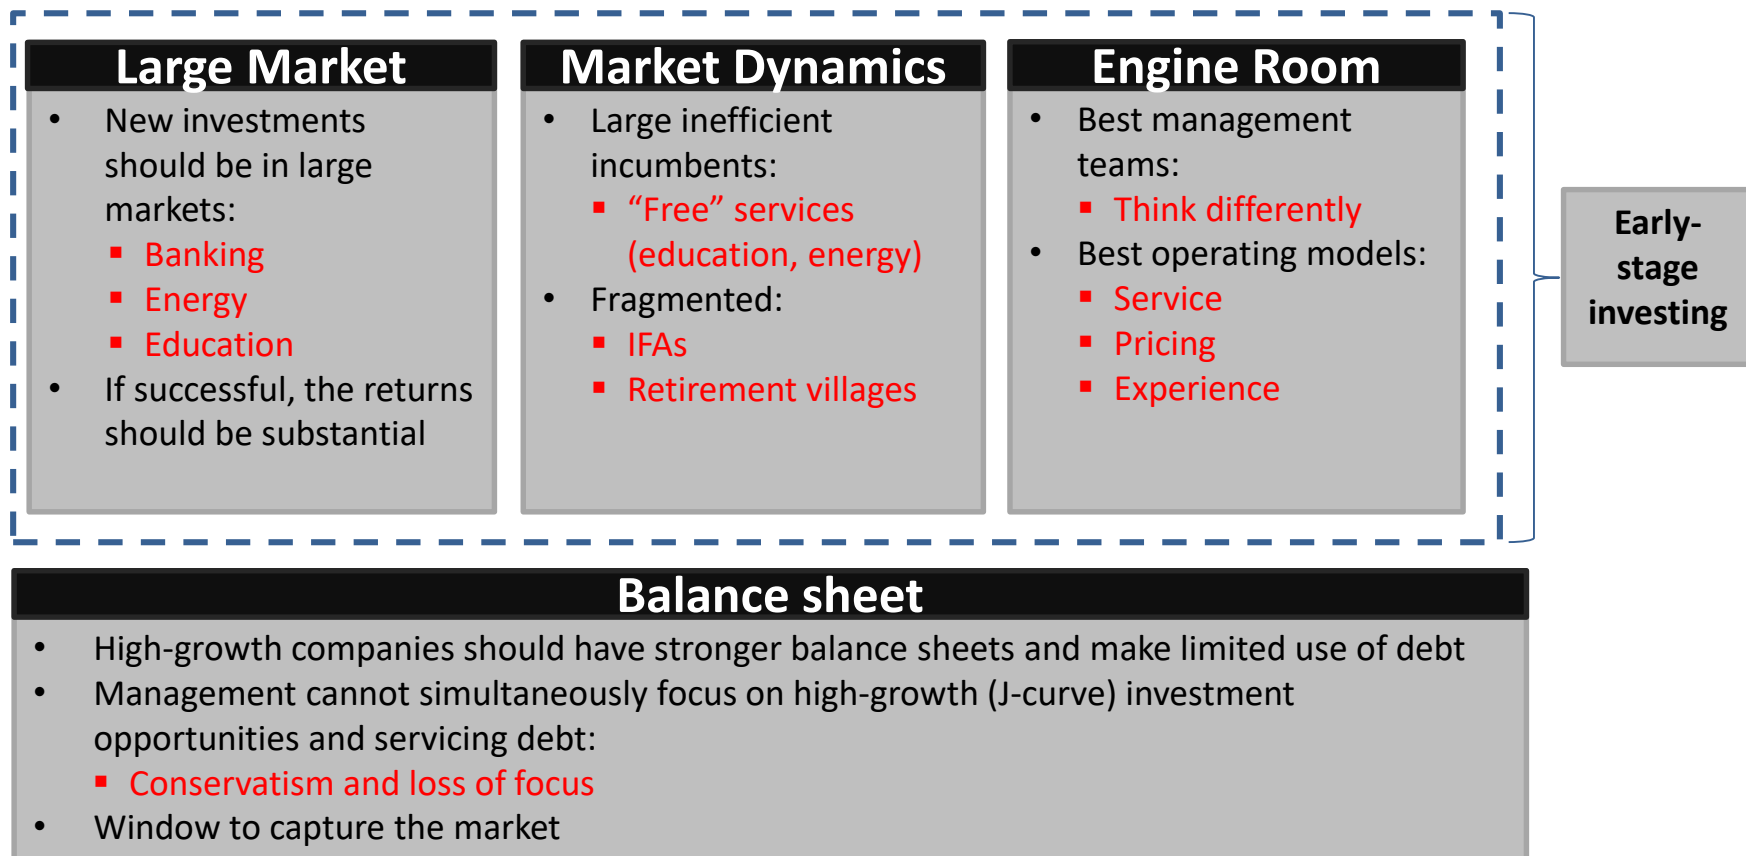 Large Market
• New investments
should be in large
markets:
▪ Banking
▪ Energy
▪ Education
• If successful, the returns
should be substantial
Market Dynamics
• Large inefficient
incumbents:
▪ “Free” services
(education, energy)
• Fragmented:
▪ IFAs
▪ Retirement villages
Engine Room
• Best management
teams:
▪ Think differently
• Best operating models:
▪ Service
▪ Pricing
▪ Experience
Early-
stage
investing
Balance sheet
• High-growth companies should have stronger balance sheets and make limited use of debt
• Management cannot simultaneously focus on high-growth (J-curve) investment
opportunities and servicing debt:
▪ Conservatism and loss of focus
• Window to capture the market